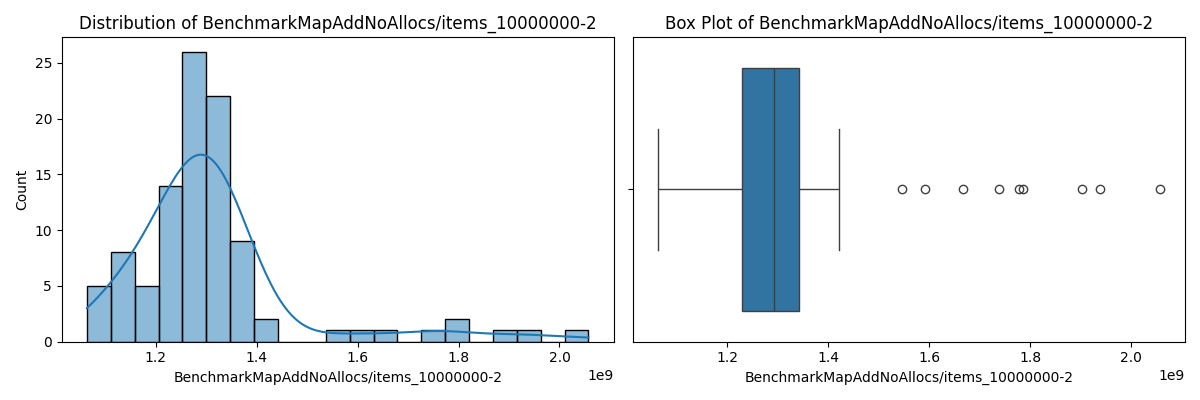 Distribution of BenchmarkMapAddNoAllocs/items_10000000-2
Count
25
20
15
10
5
0
1.2 1.4 1.6 1.8 2.0
1e9
BenchmarkMapAddNoAllocs/items_10000000-2
Box Plot of BenchmarkMapAddNoAllocs/items_10000000-2
1.2 1.4 1.6 1.8 2.0
1e9
BenchmarkMapAddNoAllocs/items_10000000-2